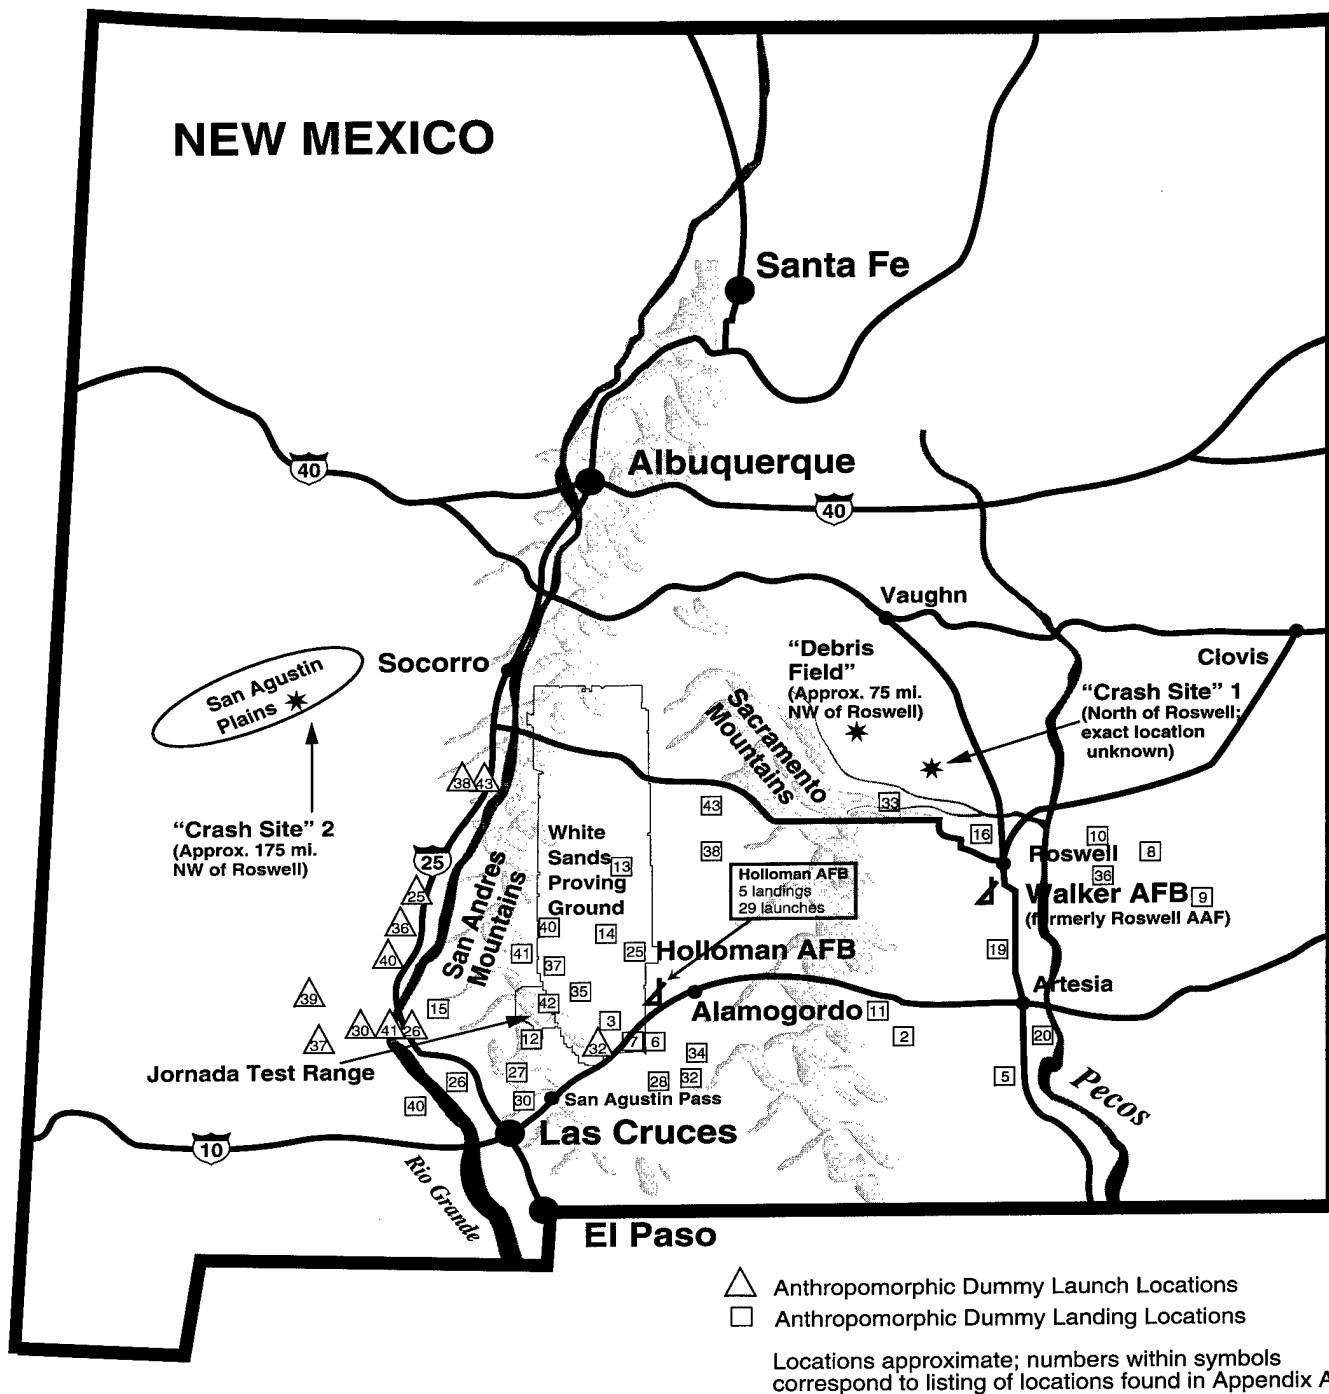 NEW MEXICO
Santa Fe
Albuquerque
40
40
Vaughn
Clovis
Socorro
San Agustin
Plains
"Debris
Field"
(Approx. 75 mi.
NW of Roswell)
"Crash Site" 1
(North of Roswell;
exact location
unknown)
Sacramento
Mountains
"Crash Site" 2
(Approx. 175 mi.
NW of Roswell)
38
43
25
25
36
40
39
30
41
26
37
32
San Andres
Mountains
White
Sands
Proving
Ground
13
40
14
41
37
25
35
42
15
3
12
7
6
43
38
33
16
10
8
36
9
19
11
2
20
5
34
32
28
27
30
26
40
Holloman AFB
5 landings
29 launches
Holloman AFB
Alamogordo
Roswell
Walker AFB
(formerly Roswell AAF)
Artesia
Pecos
Jornada Test Range
San Agustin Pass
Las Cruces
10
Rio Grande
El Paso
Anthropomorphic Dummy Launch Locations
Anthropomorphic Dummy Landing Locations
Locations approximate; numbers within symbols
correspond to listing of locations found in Appendix A